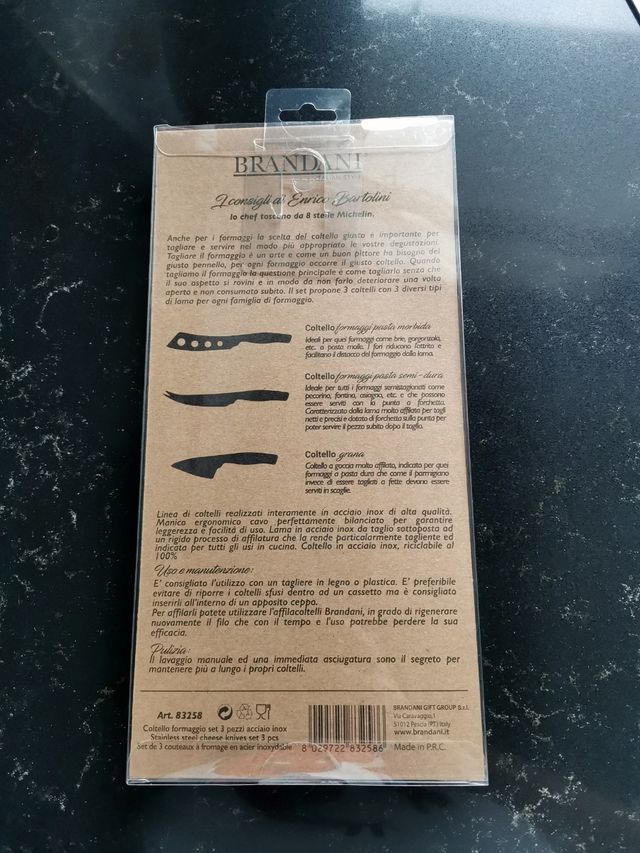 BRANDANI
ITALIAN STYLE
I consigli di Enrico Bartolini
lo chef toscano da 8 stelle Michelin.
Anche per i formaggi la scelta del coltello giusto è importante per
tagliare e servire nel modo più appropriato le vostre degustazioni.
Tagliare il formaggio è un arte e come un buon pittore ha bisogno del
giusto pennello, per ogni formaggio occorre il giusto coltello. Quando
tagliamo il formaggio la questione principale è come tagliarlo senza che
il suo aspetto si rovini e in modo da non farlo deteriorare una volta
aperto e non consumato subito. Il set propone 3 coltelli con 3 diversi tipi
di lama per ogni famiglia di formaggio.
Coltello formaggi pasta morbida
Ideali per quei formaggi come brie, gorgonzola,
etc.. a pasta molle. I fori riducono l'attrito e
facilitano il distacco del formaggio dalla lama.
Coltello formaggi pasta semi-dura
Ideale per tutti i formaggi semistagionati come
pecorino, fontina, asiago, etc. e che possono
essere serviti con la punta a forchetta.
Caratterizzato dalla lama molto affilata per tagli
netti e precisi e dotato di forchetta sulla punta per
poter servire il pezzo subito dopo il taglio.
Coltello grana
Coltello a goccia molto affilato, indicato per quei
formaggi a pasta dura che come il parmigiano
invece di essere tagliati a fette devono essere
serviti in scaglie.
Linea di coltelli realizzati interamente in acciaio inox di alta qualità.
Manico ergonomico cavo perfettamente bilanciato per garantire
leggerezza e facilità di uso. Lama in acciaio inox da taglio sottoposta ad
un rigido processo di affilatura che la rende particolarmente tagliente ed
indicata per tutti gli usi in cucina. Coltello in acciaio inox, riciclabile al
100%
Uso e manutenzione:
E' consigliato l'utilizzo con un tagliere in legno o plastica. E' preferibile
evitare di riporre i coltelli sfusi dentro ad un cassetto ma è consigliato
inserirli all'interno di un apposito ceppo.
Per affilarli potete utilizzare l'affilacoltelli Brandani, in grado di rigenerare
nuovamente il filo che con il tempo e l'uso potrebbe perdere la sua
efficacia.
Pulizia:
Il lavaggio manuale ed una immediata asciugatura sono il segreto per
mantenere più a lungo i propri coltelli.
Art. 83258
Coltello formaggio set 3 pezzi acciaio inox
Stainless steel cheese knives set 3 pcs
Set de 3 couteaux à fromage en acier inoxydable
8 029722 832586
BRANDANI GIFT GROUP S.r.l.
Via Caravaggio,1
51012 Pescia (PT) Italy
www.brandani.it
Made in P.R.C.